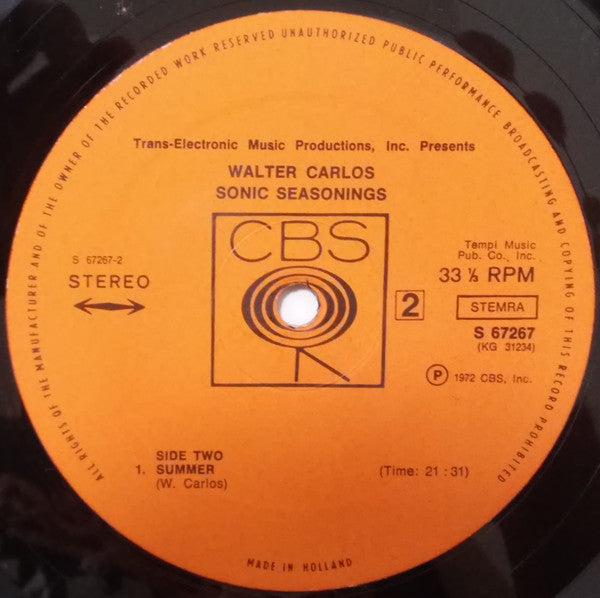 ALL RIGHTS OF THE MANUFACTURER AND OF THE OWNER OF THE RECORDED WORK RESERVED UNAUTHORIZED PUBLIC PERFORMANCE BROADCASTING AND COPYING OF THIS RECORD PROHIBITED
Trans-Electronic Music Productions, Inc. Presents
WALTER CARLOS
SONIC SEASONINGS
CBS
S 67267-2
STEREO
Tempi Music
Pub. Co., Inc.
33 ⅓ RPM
2
STEMRA
S 67267
(KG 31234)
Ⓟ 1972 CBS, Inc.
SIDE TWO
1. SUMMER (Time: 21 : 31)
(W. Carlos)
MADE IN HOLLAND